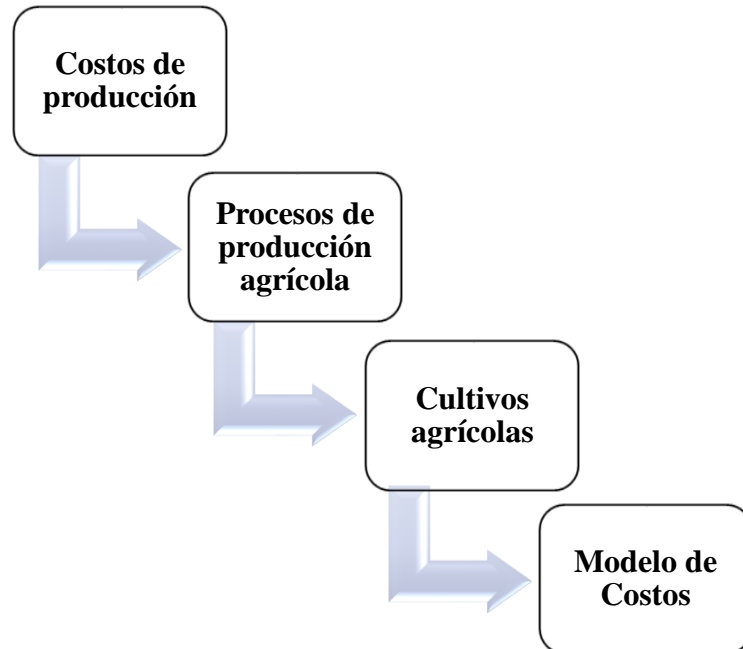 Costos de
producción
Procesos de
producción
agrícola
Cultivos
agrícolas
Modelo de
Costos